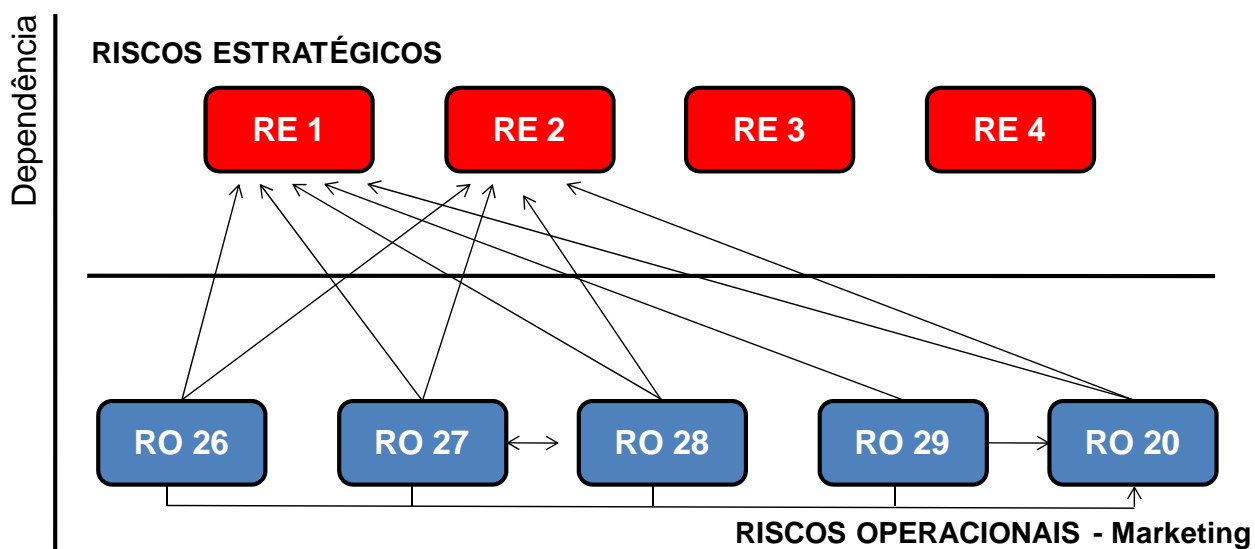 Dependência
RISCOS ESTRATÉGICOS
RE 1
RE 2
RE 3
RE 4
RO 26
RO 27
RO 28
RO 29
RO 20
RISCOS OPERACIONAIS - Marketing